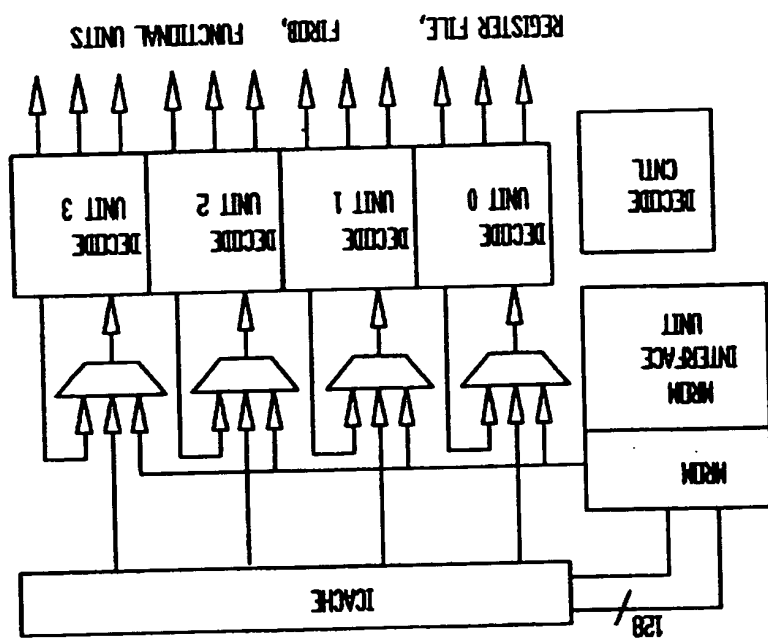 128
ICACHE
MROM
MROM
INTERFACE
UNIT
DECODE
UNIT 0
DECODE
UNIT 1
DECODE
UNIT 2
DECODE
UNIT 3
DECODE
CNTL
REGISTER FILE, FIROB, FUNCTIONAL UNITS